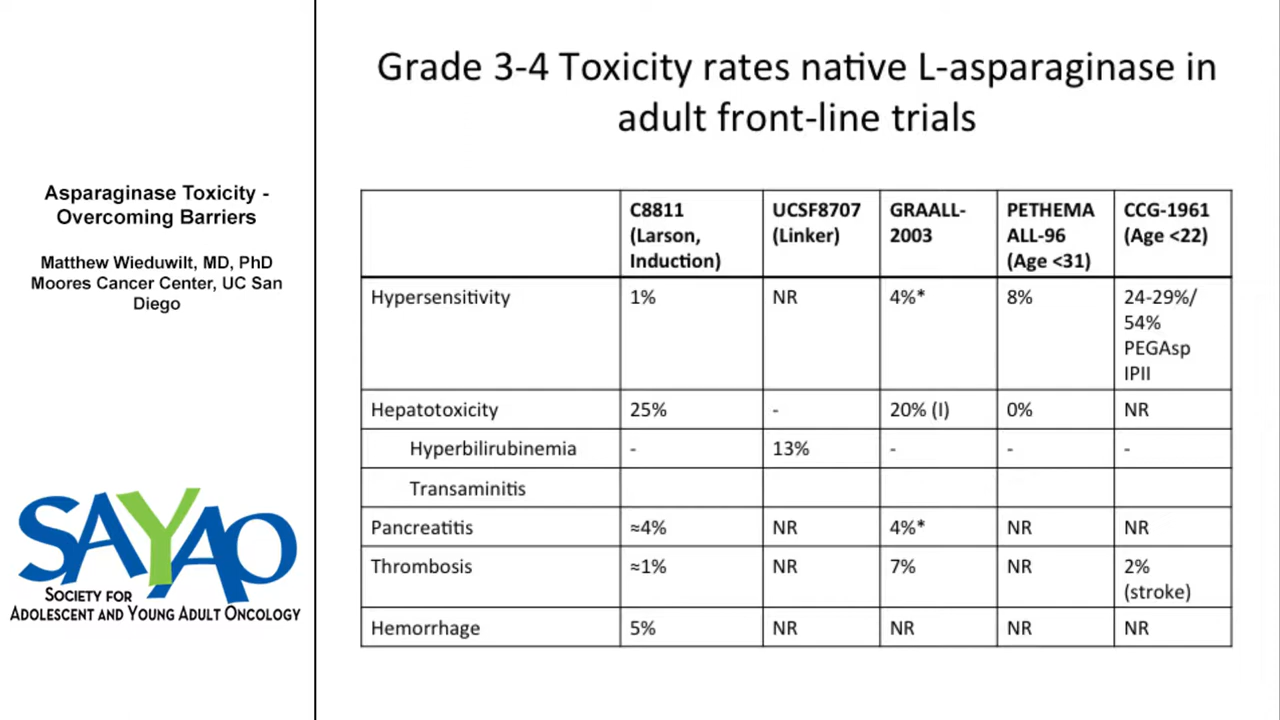 Asparaginase Toxicity -
Overcoming Barriers
Matthew Wieduwilt, MD, PhD
Moores Cancer Center, UC San
Diego
SAYAO
SOCIETY FOR
ADOLESCENT AND YOUNG ADULT ONCOLOGY
Grade 3-4 Toxicity rates native L-asparaginase in
adult front-line trials
C8811 (Larson, Induction) UCSF8707 (Linker) GRAALL-2003 PETHEMA ALL-96 (Age <31) CCG-1961 (Age <22)
Hypersensitivity 1% NR 4%* 8% 24-29%/ 54% PEGAsp IPII
Hepatotoxicity 25% - 20% (I) 0% NR
Hyperbilirubinemia - 13% - - -
Transaminitis
Pancreatitis ≈4% NR 4%* NR NR
Thrombosis ≈1% NR 7% NR 2% (stroke)
Hemorrhage 5% NR NR NR NR